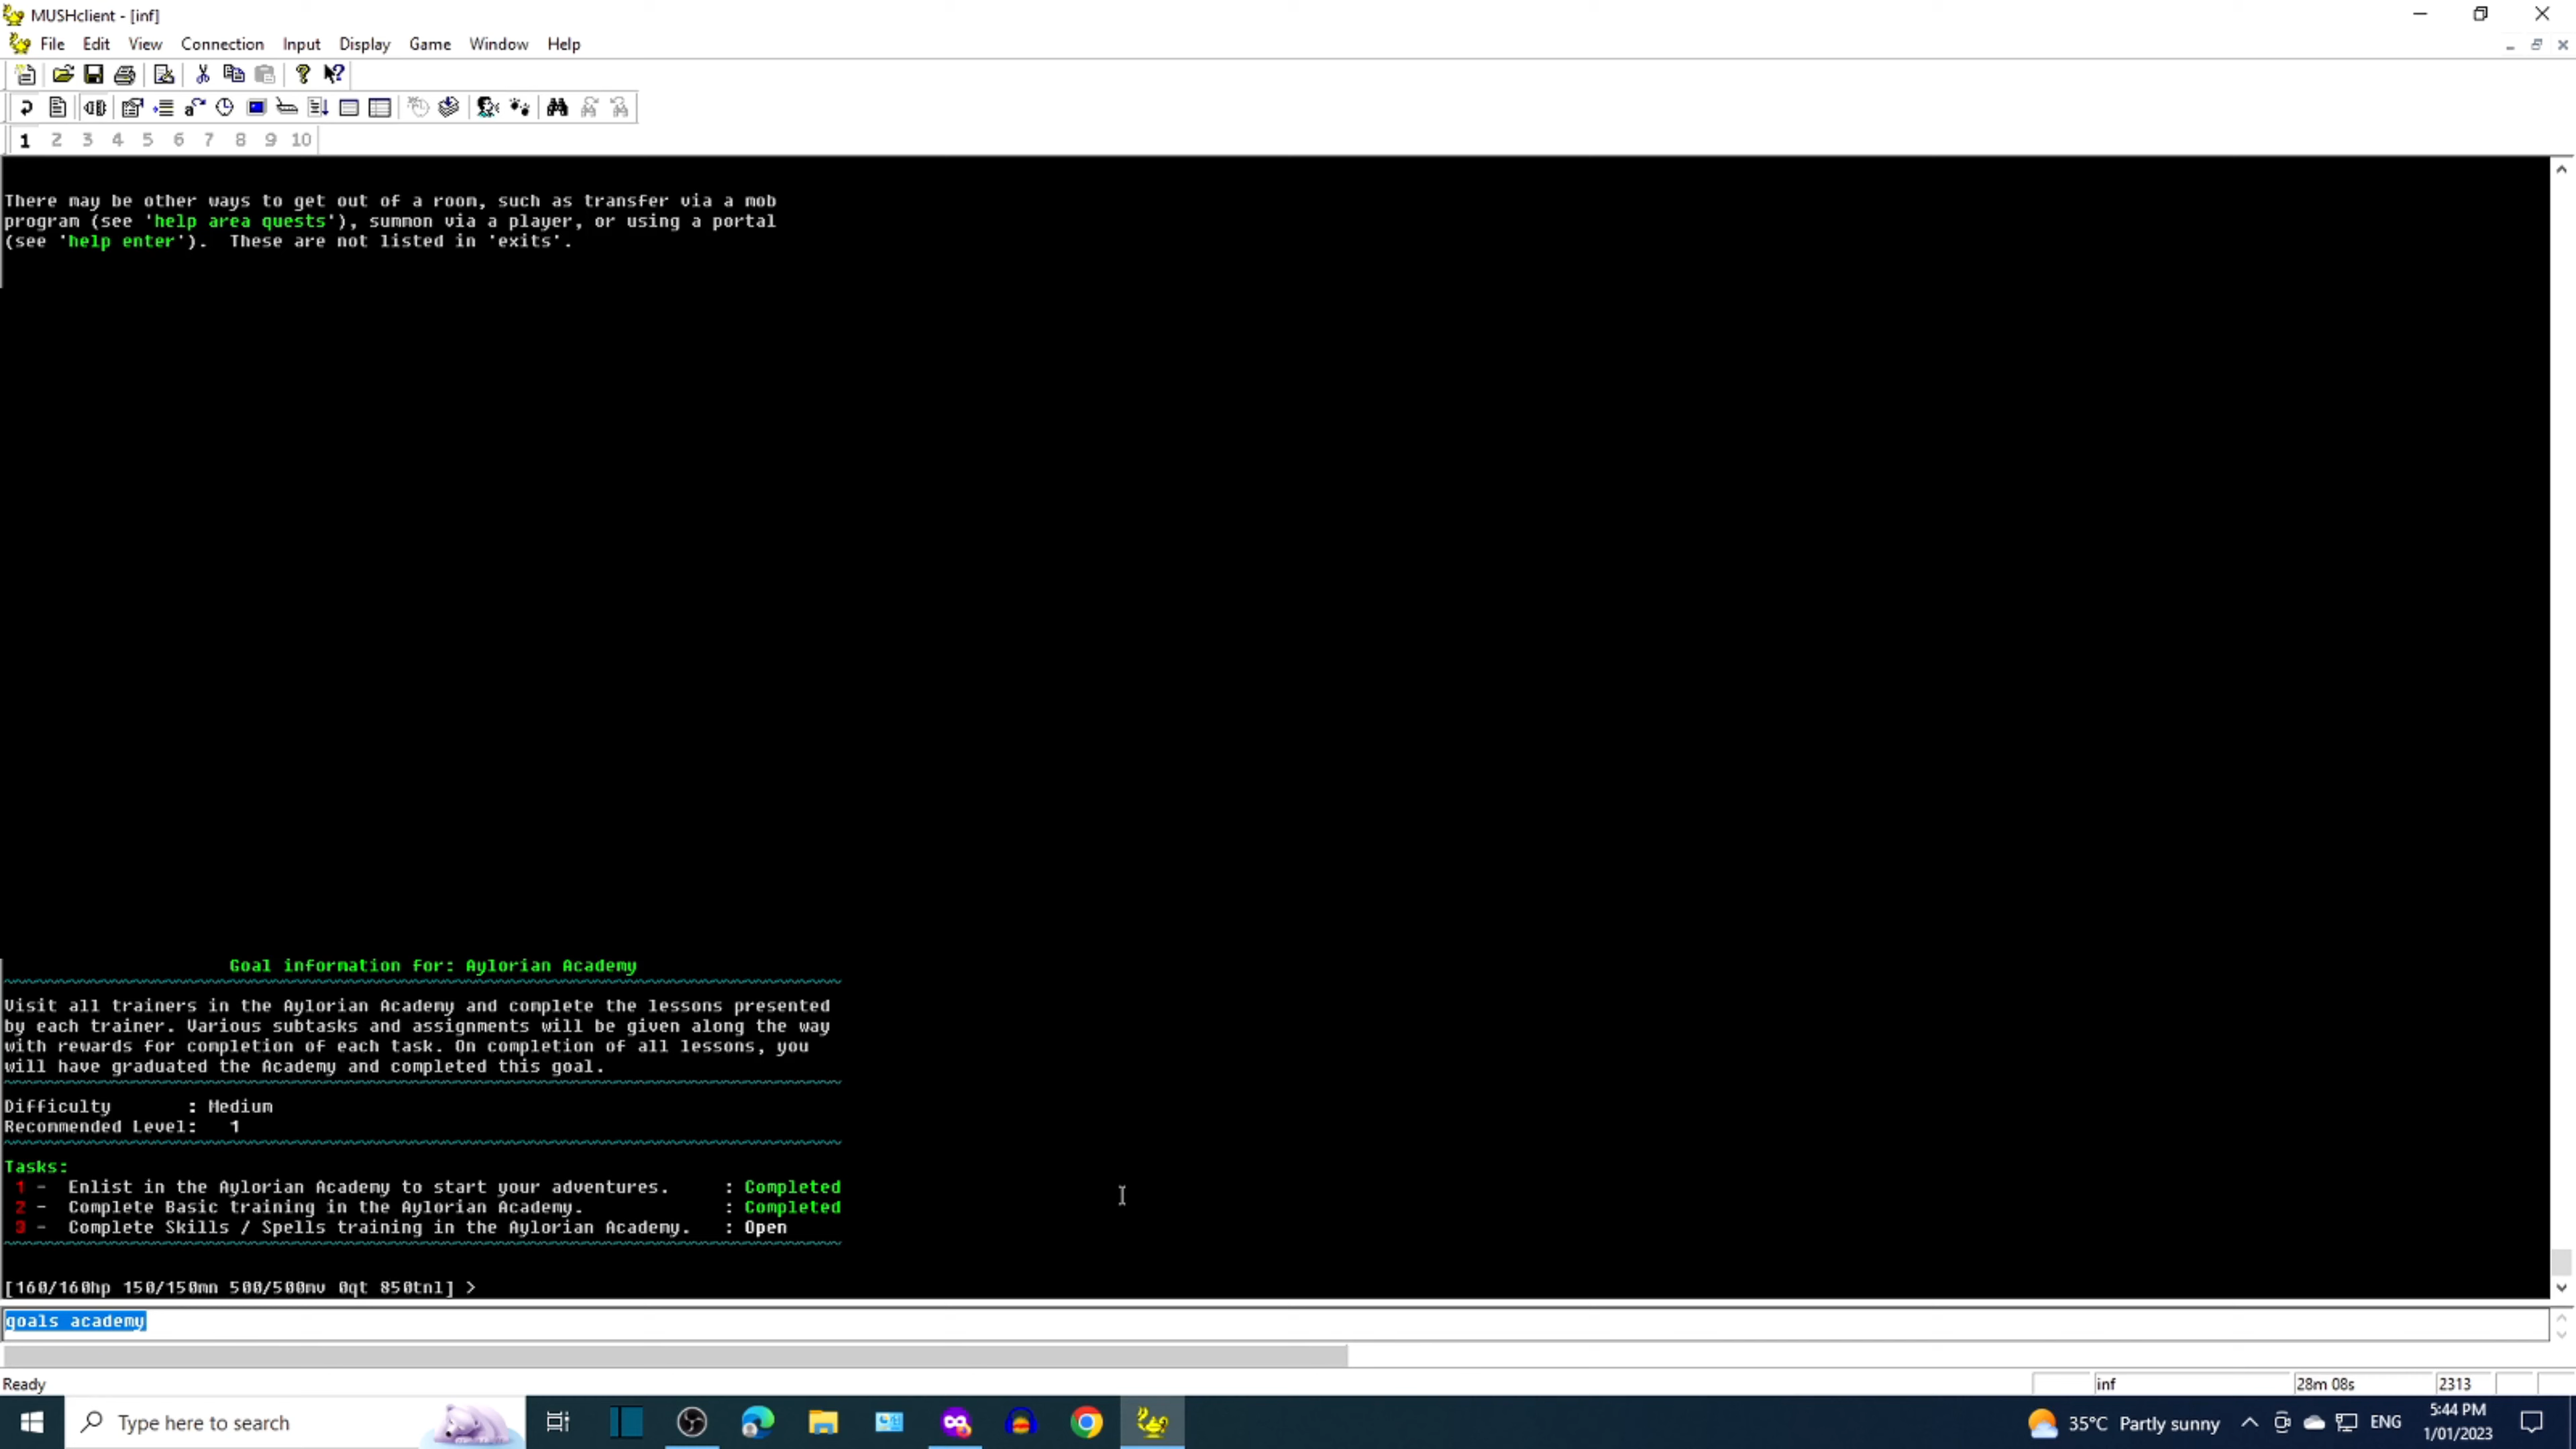 MUSHclient - [inf]
File Edit View Connection Input Display Game Window Help
1 2 3 4 5 6 7 8 9 10
There may be other ways to get out of a room, such as transfer via a mob
program (see 'help area quests'), summon via a player, or using a portal
(see 'help enter'). These are not listed in 'exits'.
Goal information for: Aylorian Academy
Visit all trainers in the Aylorian Academy and complete the lessons presented
by each trainer. Various subtasks and assignments will be given along the way
with rewards for completion of each task. On completion of all lessons, you
will have graduated the Academy and completed this goal.
Difficulty : Medium
Recommended Level: 1
Tasks:
1 - Enlist in the Aylorian Academy to start your adventures. : Completed
2 - Complete Basic training in the Aylorian Academy. : Completed
3 - Complete Skills / Spells training in the Aylorian Academy. : Open
[160/160hp 150/150mn 500/500mv 0qt 850tnl] >
goals academy
Ready inf 28m 08s 2313
Type here to search 35°C Partly sunny ENG 5:44 PM
1/01/2023